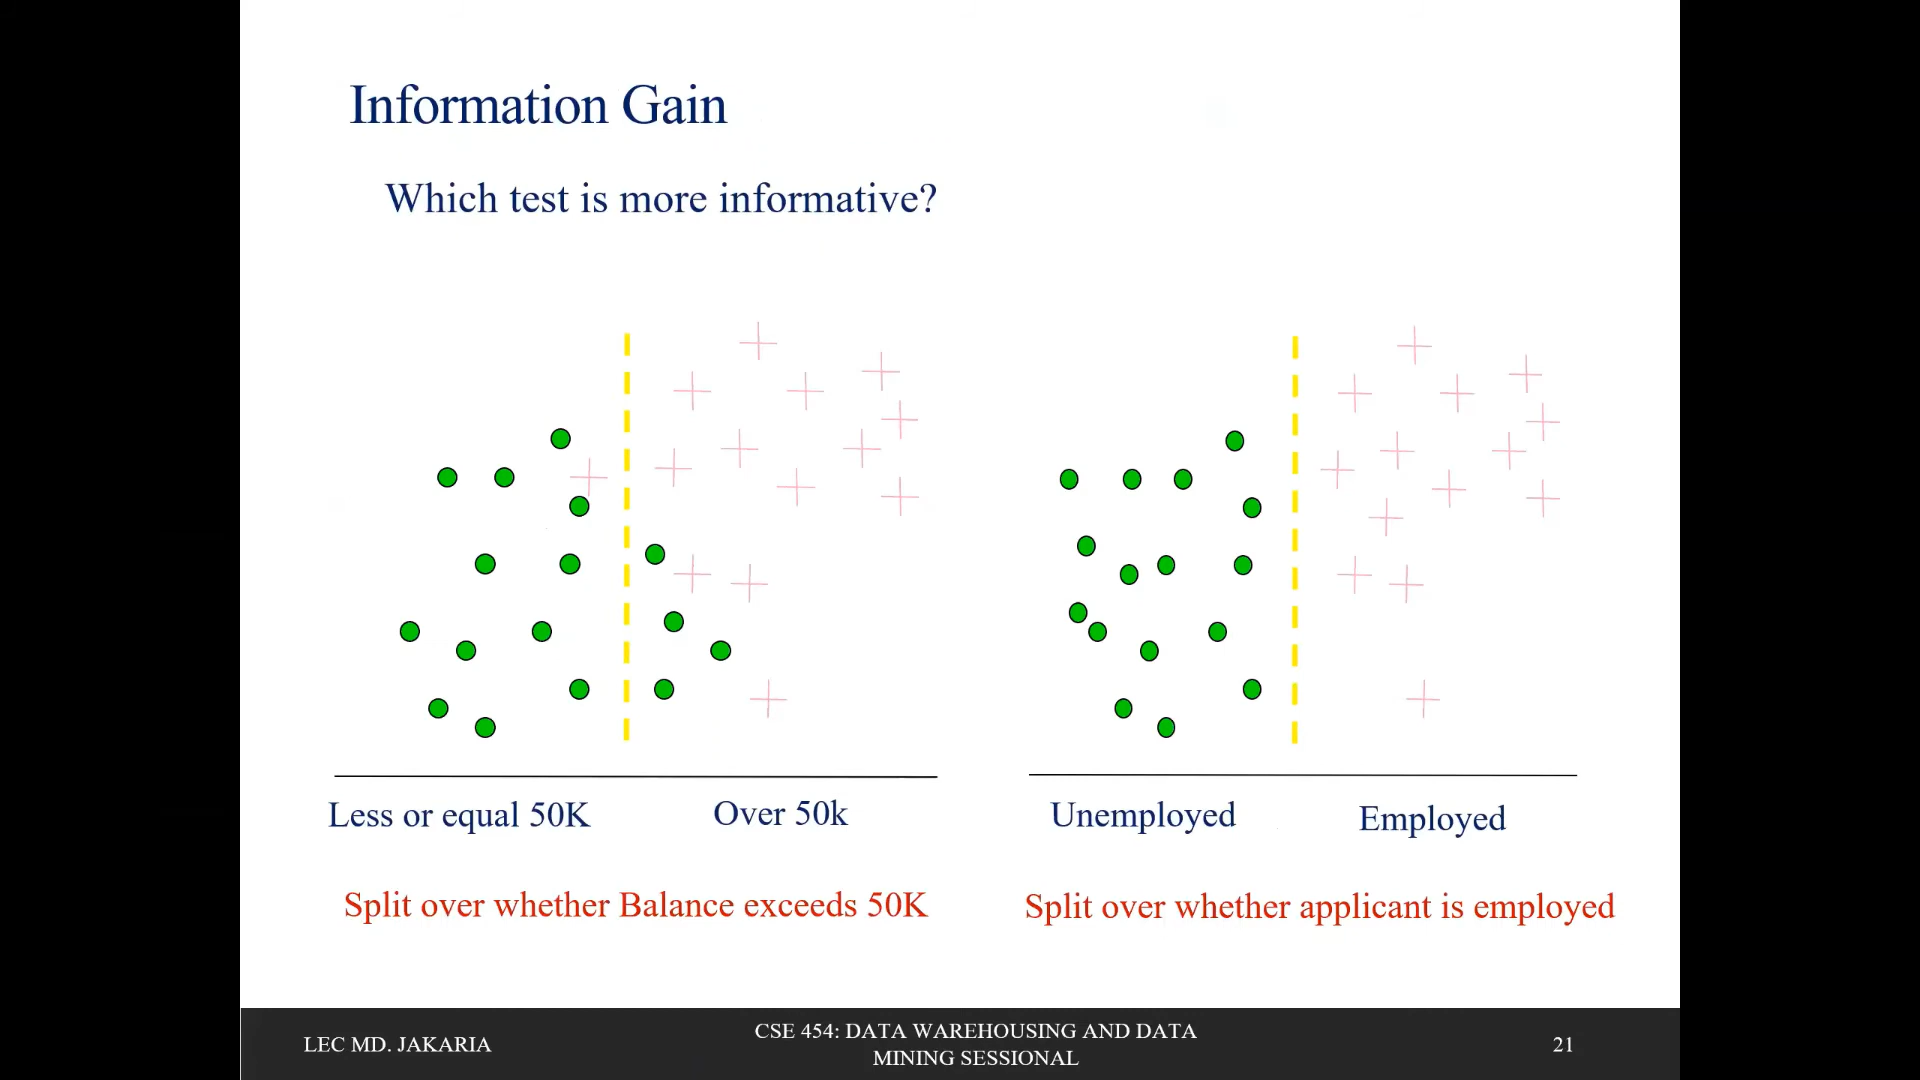 Information Gain
Which test is more informative?
Less or equal 50K
Over 50k
Unemployed
Employed
Split over whether Balance exceeds 50K
Split over whether applicant is employed
LEC MD. JAKARIA
CSE 454: DATA WAREHOUSING AND DATA
MINING SESSIONAL
21